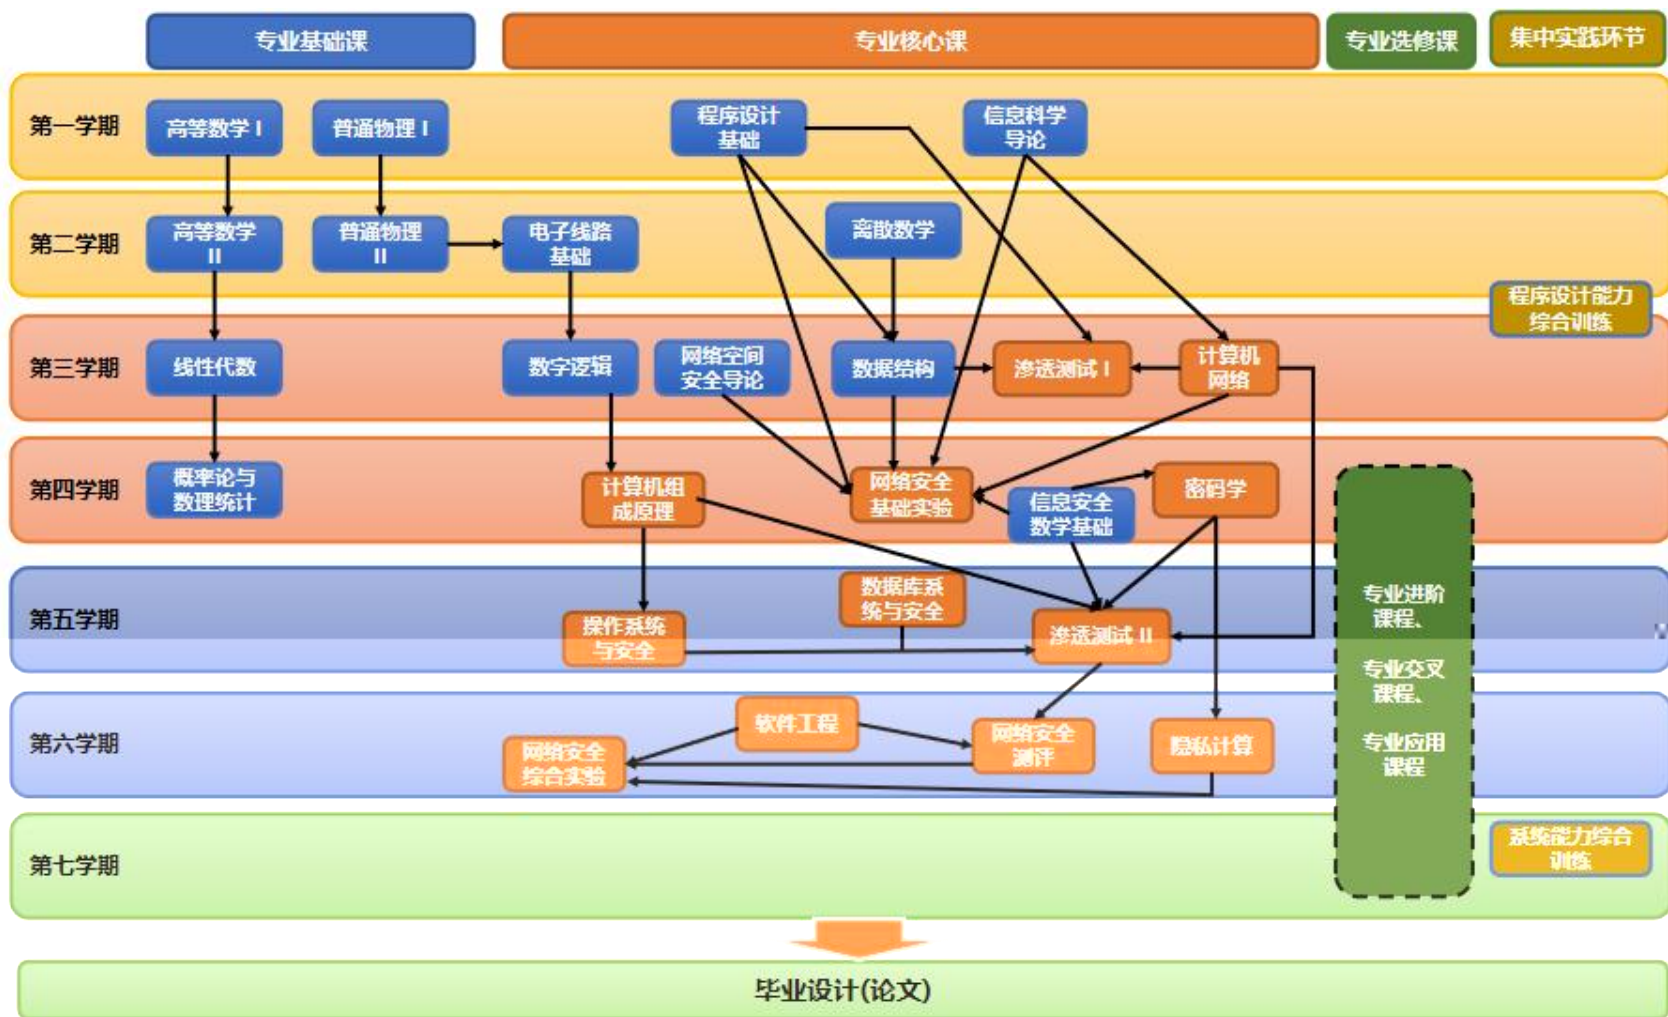 专业基础课
专业核心课
专业选修课
集中实践环节
第一学期
高等数学 I
普通物理 I
程序设计
基础
信息科学
导论
第二学期
高等数学
II
普通物理
II
电子线路
基础
离散数学
程序设计能力
综合训练
第三学期
线性代数
数字逻辑
网络空间
安全导论
数据结构
渗透测试 I
计算机
网络
第四学期
概率论与
数理统计
计算机组
成原理
网络安全
基础实验
信息安全
数学基础
密码学
第五学期
操作系统
与安全
数据库系
统与安全
渗透测试 II
专业进阶
课程、
专业交叉
课程、
专业应用
课程
第六学期
网络安全
综合实验
软件工程
网络安全
测评
隐私计算
第七学期
系统能力综合
训练
毕业设计(论文)